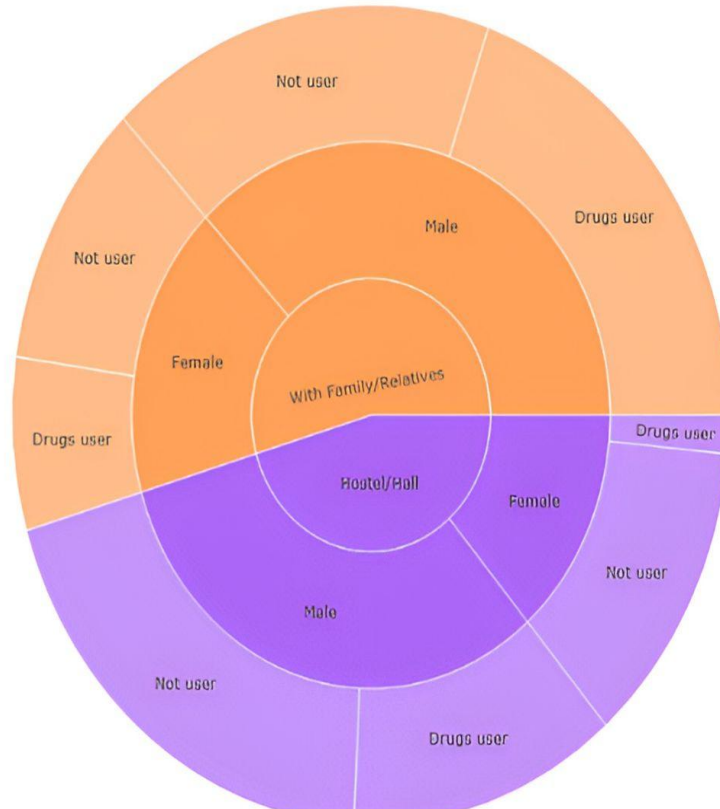 Not user
Drugs user
Male
Not user
Female
With Family/Relatives
Drugs user
Drugs user
Hostel/Hall
Female
Not user
Male
Not user
Drugs user